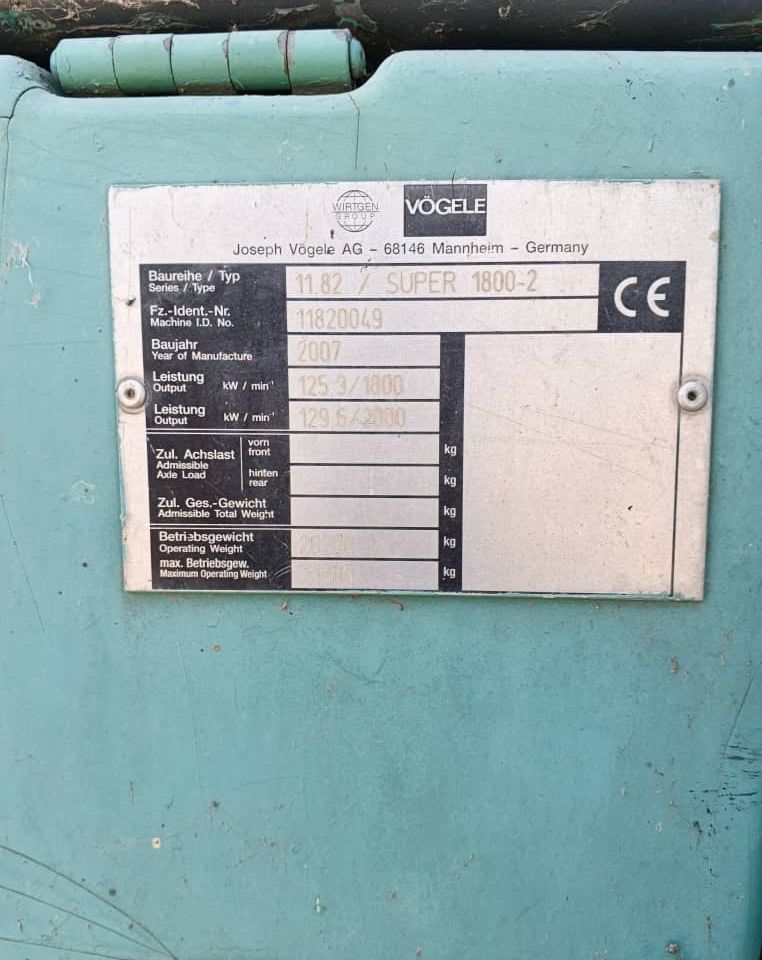 WIRTGEN GROUP
VÖGELE
Joseph Vögele AG - 68146 Mannheim - Germany
Baureihe / Typ
Series / Type
11.82 / SUPER 1800-2
CE
Fz.-Ident.-Nr.
Machine I.D. No.
11820049
Baujahr
Year of Manufacture
2007
Leistung
Output kW / min⁻¹
125.3/1800
Leistung
Output kW / min⁻¹
129.6/2000
Zul. Achslast
Admissible
Axle Load
vorn
front
kg
hinten
rear
kg
Zul. Ges.-Gewicht
Admissible Total Weight
kg
Betriebsgewicht
Operating Weight
kg
max. Betriebsgew.
Maximum Operating Weight
kg